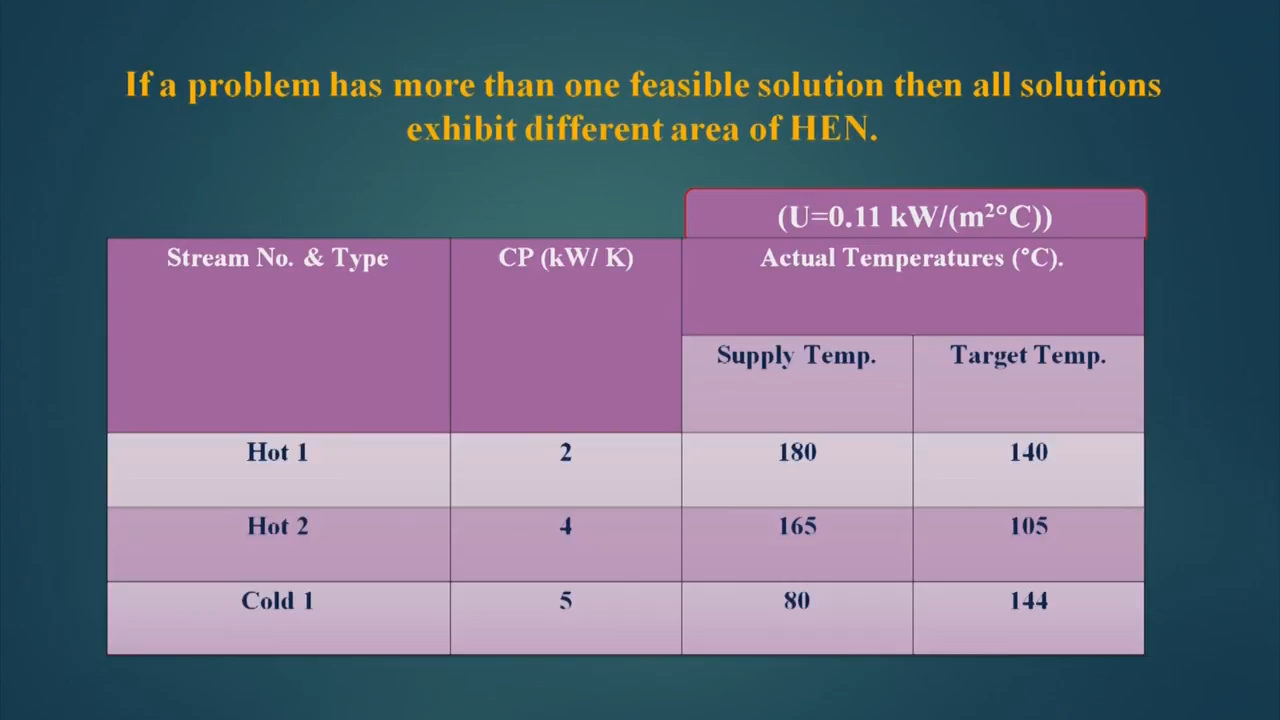 If a problem has more than one feasible solution then all solutions
exhibit different area of HEN.
(U=0.11 kW/(m²°C))
Stream No. & Type CP (kW/ K) Actual Temperatures (°C).
Supply Temp. Target Temp.
Hot 1 2 180 140
Hot 2 4 165 105
Cold 1 5 80 144